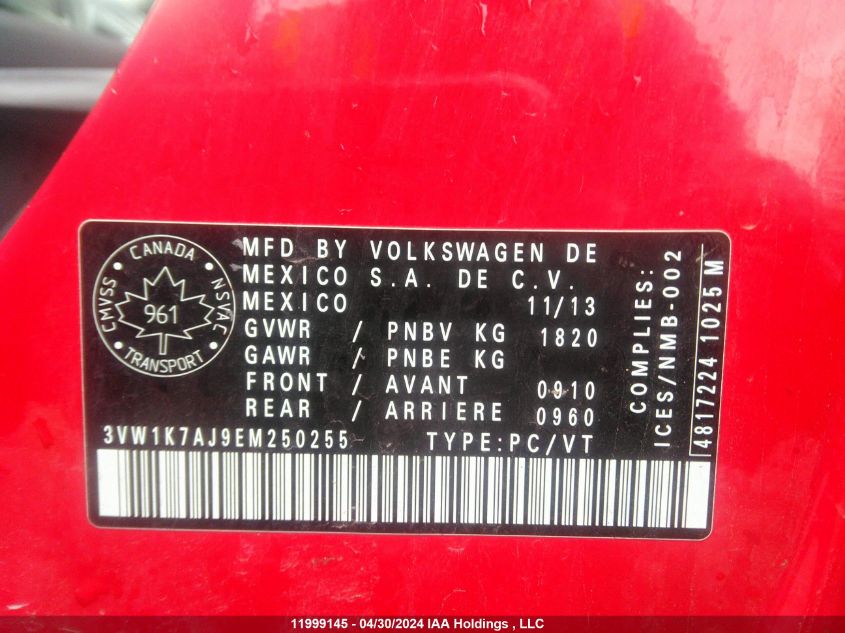 CANADA
CMVSS
NSVAC
961
TRANSPORT
MFD BY VOLKSWAGEN DE
MEXICO S.A. DE C.V.
MEXICO 11/13
GVWR / PNBV KG 1820
GAWR / PNBE KG
FRONT / AVANT 0910
REAR / ARRIERE 0960
3VW1K7AJ9EM250255 TYPE:PC/VT
COMPLIES:
ICES/NMB-002
4817224 1025 M
11999145 - 04/30/2024 IAA Holdings , LLC